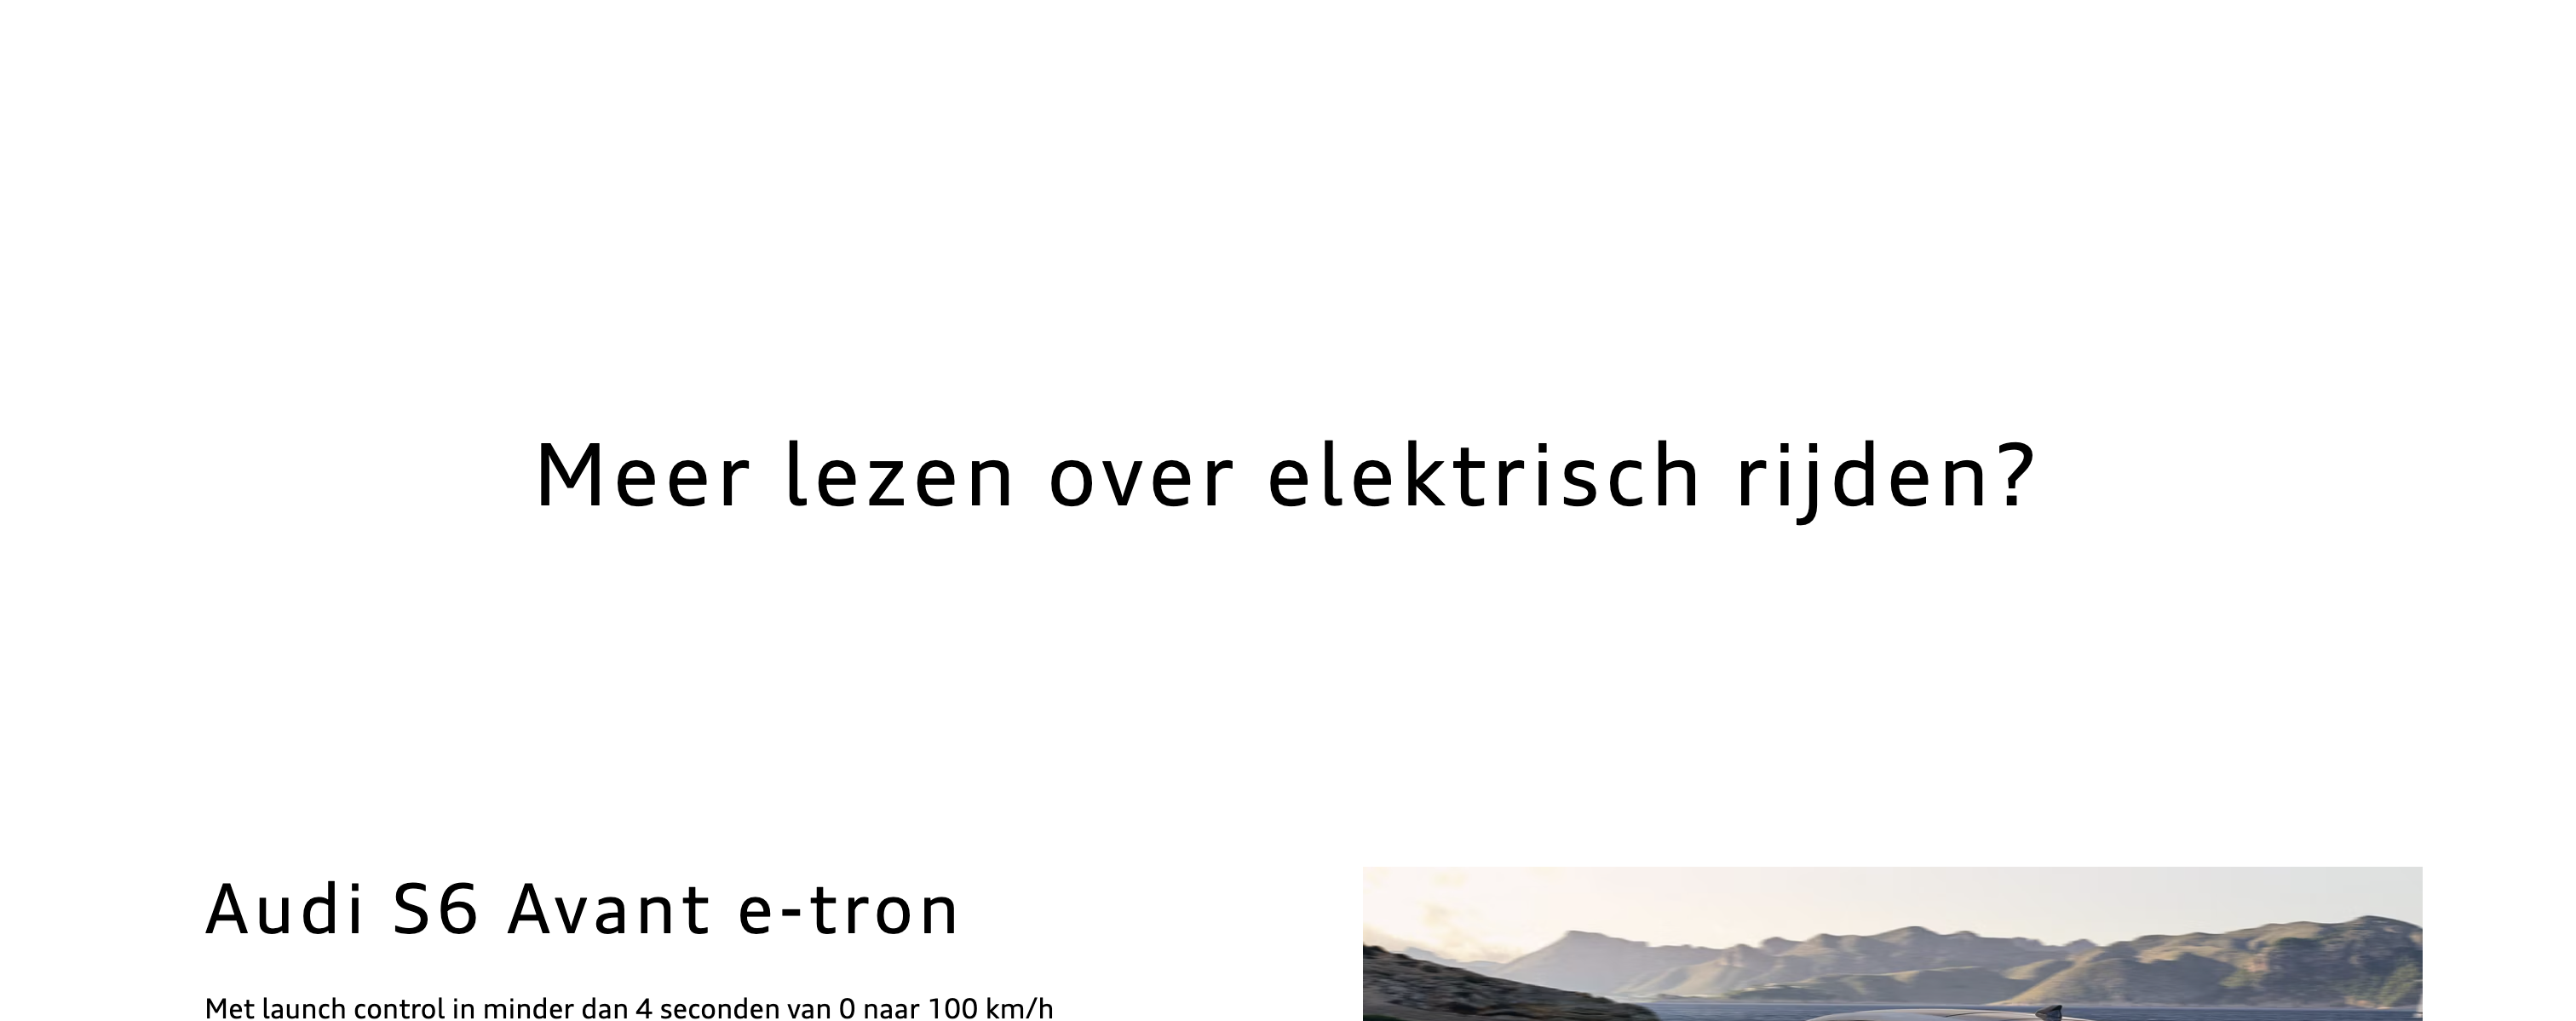 Meer lezen over elektrisch rijden?
Audi S6 Avant e-tron
Met launch control in minder dan 4 seconden van 0 naar 100 km/h